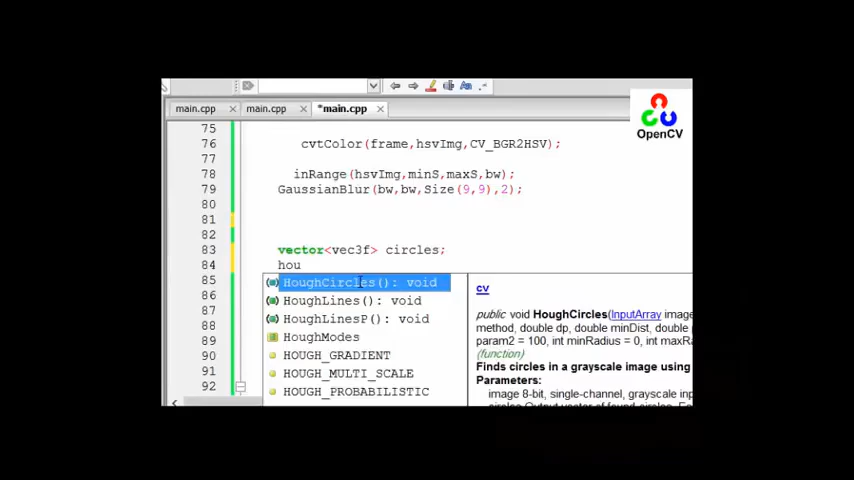 main.cpp
main.cpp
*main.cpp
OpenCV
75
76 cvtColor(frame,hsvImg,CV_BGR2HSV);
77
78 inRange(hsvImg,minS,maxS,bw);
79 GaussianBlur(bw,bw,Size(9,9),2);
80
81
82
83 vector<vec3f> circles;
84 hou
85
86
87
88
89
90
91
92
HoughCircles(): void
HoughLines(): void
HoughLinesP(): void
HoughModes
HOUGH_GRADIENT
HOUGH_MULTI_SCALE
HOUGH_PROBABILISTIC
cv
public void HoughCircles(InputArray image
method, double dp, double minDist, double
param2 = 100, int minRadius = 0, int maxRa
(function)
Finds circles in a grayscale image using
Parameters:
image 8-bit, single-channel, grayscale inp